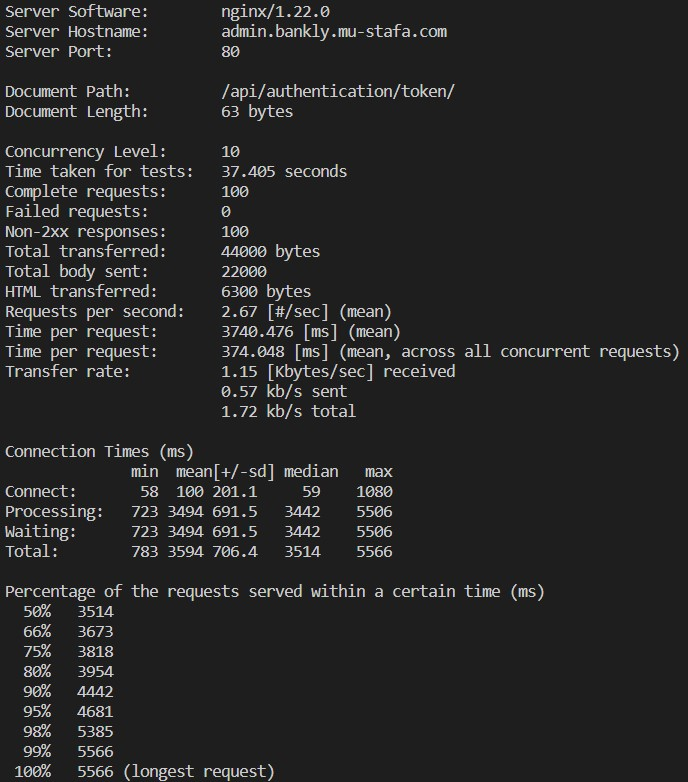 Server Software:        nginx/1.22.0
Server Hostname:        admin.bankly.mu-stafa.com
Server Port:            80

Document Path:          /api/authentication/token/
Document Length:        63 bytes

Concurrency Level:      10
Time taken for tests:   37.405 seconds
Complete requests:      100
Failed requests:        0
Non-2xx responses:      100
Total transferred:      44000 bytes
Total body sent:        22000
HTML transferred:       6300 bytes
Requests per second:    2.67 [#/sec] (mean)
Time per request:       3740.476 [ms] (mean)
Time per request:       374.048 [ms] (mean, across all concurrent requests)
Transfer rate:          1.15 [Kbytes/sec] received
                        0.57 kb/s sent
                        1.72 kb/s total

Connection Times (ms)
              min  mean[+/-sd] median   max
Connect:       58  100 201.1     59    1080
Processing:   723 3494 691.5   3442    5506
Waiting:      723 3494 691.5   3442    5506
Total:        783 3594 706.4   3514    5566

Percentage of the requests served within a certain time (ms)
  50%   3514
  66%   3673
  75%   3818
  80%   3954
  90%   4442
  95%   4681
  98%   5385
  99%   5566
 100%   5566 (longest request)